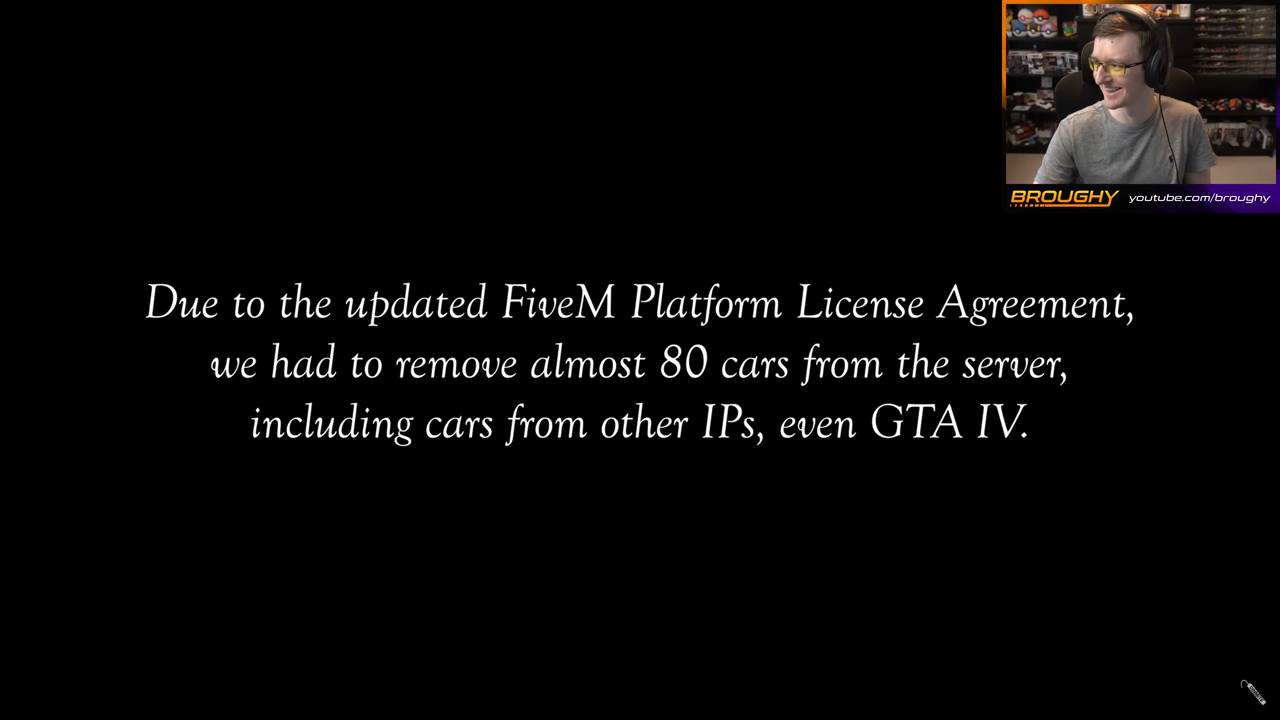 BROUGHY
youtube.com/broughy
Due to the updated FiveM Platform License Agreement,
we had to remove almost 80 cars from the server,
including cars from other IPs, even GTA IV.